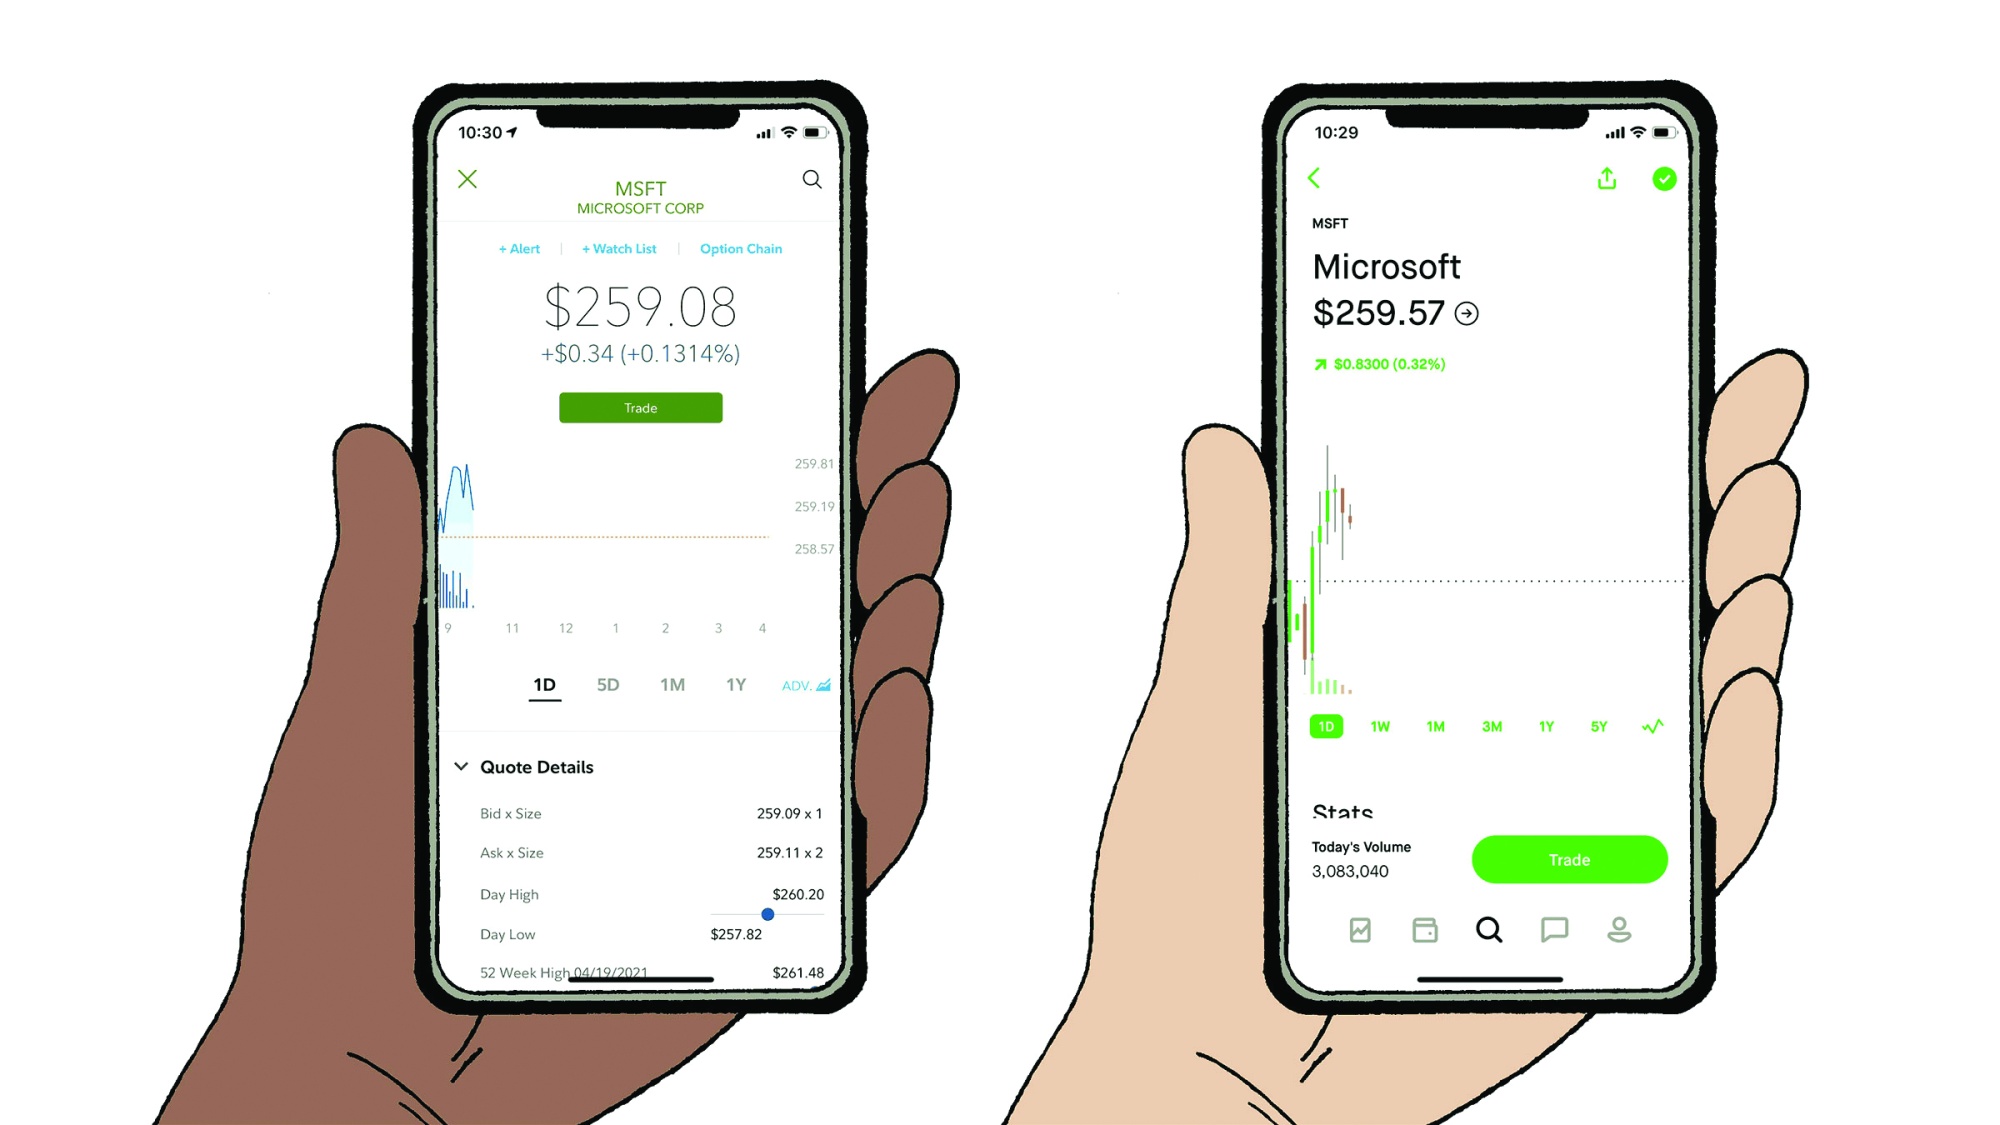 10:30
MSFT
MICROSOFT CORP
+ Alert | + Watch List | Option Chain
$259.08
+$0.34 (+0.1314%)
Trade
259.81
259.19
258.57
9 11 12 1 2 3 4
1D 5D 1M 1Y ADV.
Quote Details
Bid x Size 259.09 x 1
Ask x Size 259.11 x 2
Day High $260.20
Day Low $257.82
52 Week High 04/19/2021 $261.48
10:29
MSFT
Microsoft
$259.57
$0.8300 (0.32%)
1D 1W 1M 3M 1Y 5Y
Stats
Today's Volume
3,083,040
Trade